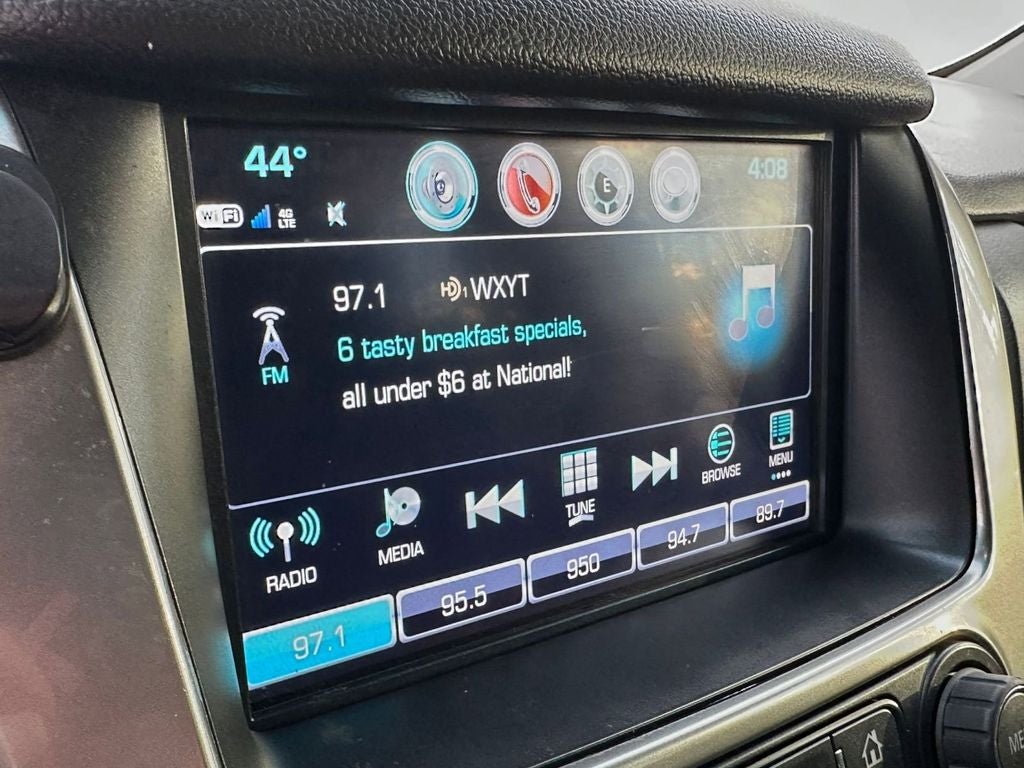 44°
4:08
WiFi
4G
LTE
E
97.1
HD1 WXYT
6 tasty breakfast specials,
FM
all under $6 at National!
RADIO
MEDIA
TUNE
BROWSE
MENU
97.1
95.5
950
94.7
89.7